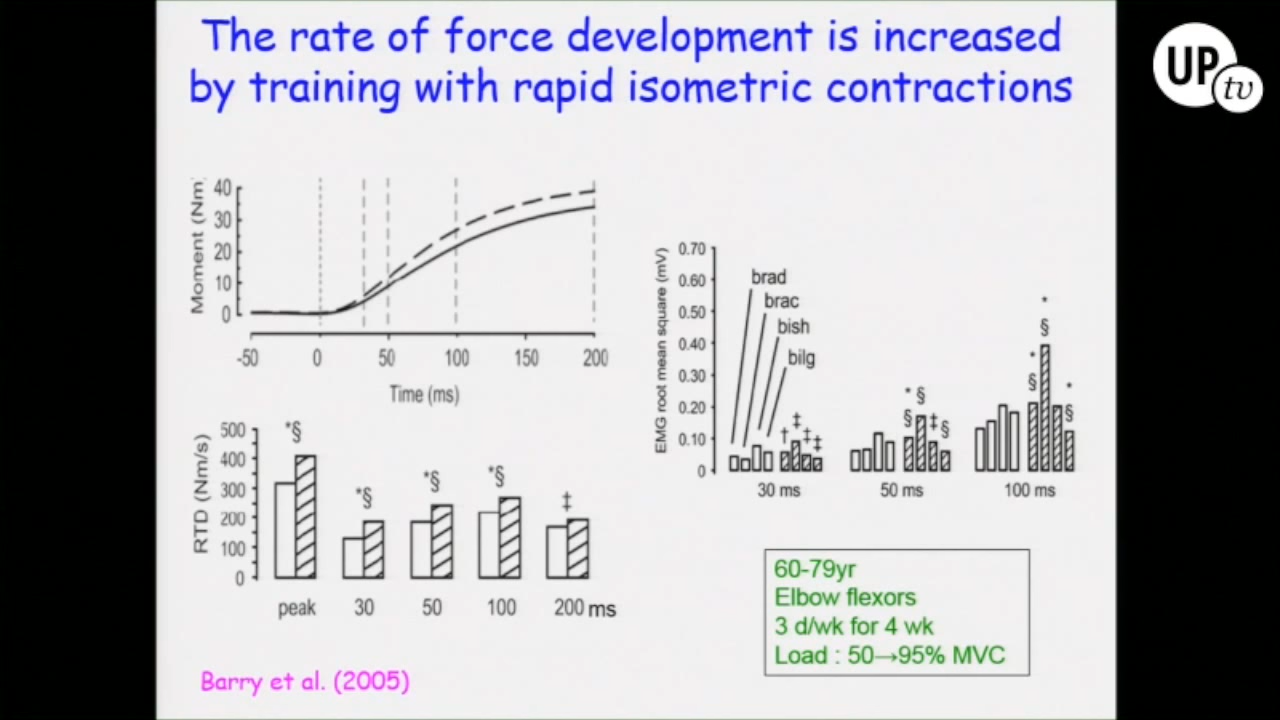 The rate of force development is increased
by training with rapid isometric contractions
UP
tv
Moment (Nm)
40
30
20
10
0
-50 0 50 100 150 200
Time (ms)
RTD (Nm/s)
500
400
300
200
100
0
*§ *§ *§ *§ ‡
peak 30 50 100 200 ms
EMG root mean square (mV)
0.70
0.60
0.50
0.40
0.30
0.20
0.10
0
brad
brac
bish
bilg
† ‡ ‡ ‡
* § § ‡ §
* § * § * §
30 ms 50 ms 100 ms
60-79yr
Elbow flexors
3 d/wk for 4 wk
Load : 50→95% MVC
Barry et al. (2005)